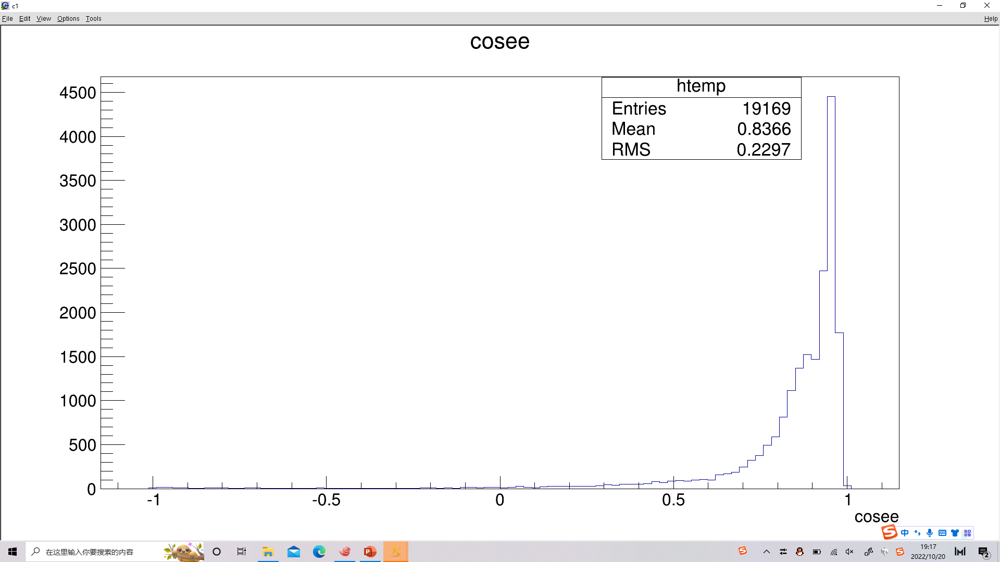 c1
File Edit View Options Tools Help
cosee
htemp
Entries 19169
Mean 0.8366
RMS 0.2297
4500
4000
3500
3000
2500
2000
1500
1000
500
0
-1 -0.5 0 0.5 1
cosee
中
在这里输入你要搜索的内容
中
19:17
2022/10/20
2